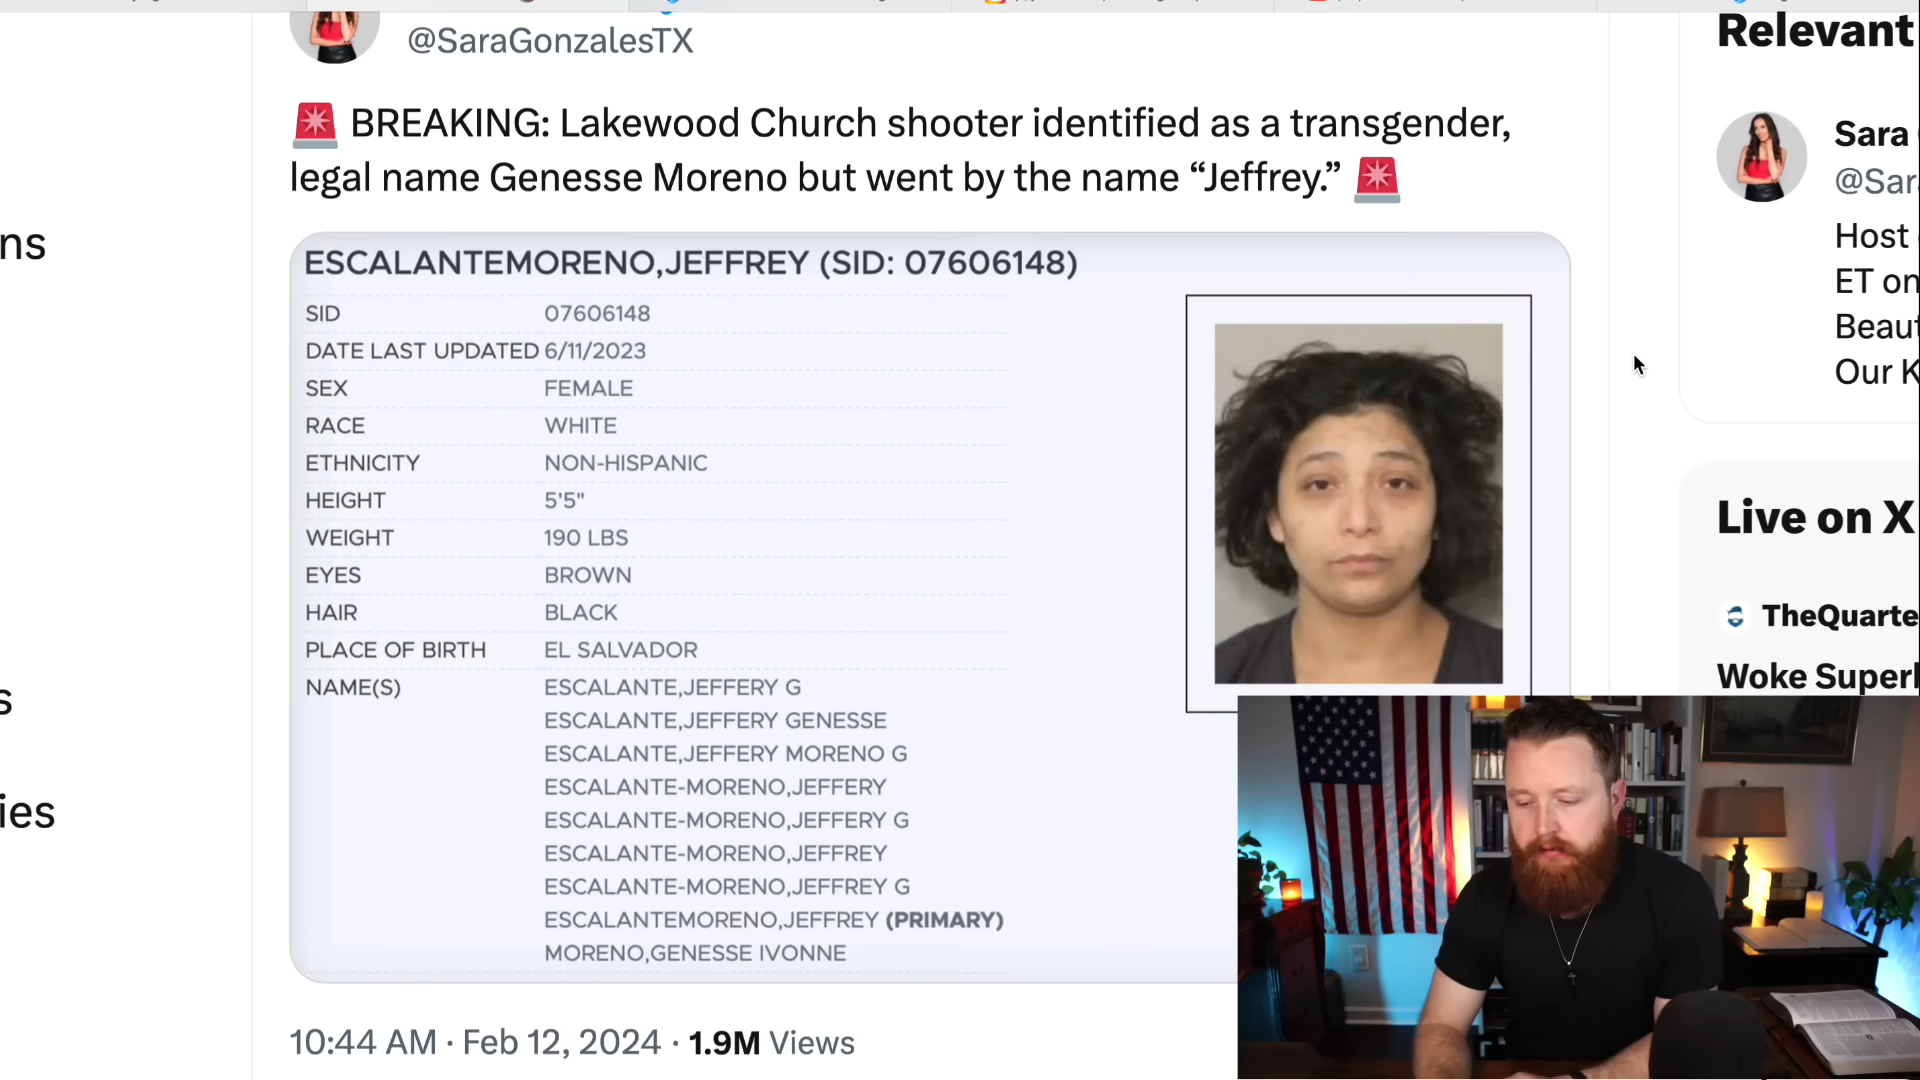 @SaraGonzalesTX
Relevant
🚨 BREAKING: Lakewood Church shooter identified as a transgender,
legal name Genesse Moreno but went by the name “Jeffrey.” 🚨
Sara
@Sar
Host
ET on
Beaut
Our K
ns
s
ies
ESCALANTEMORENO,JEFFREY (SID: 07606148)
SID 07606148
DATE LAST UPDATED 6/11/2023
SEX FEMALE
RACE WHITE
ETHNICITY NON-HISPANIC
HEIGHT 5'5"
WEIGHT 190 LBS
EYES BROWN
HAIR BLACK
PLACE OF BIRTH EL SALVADOR
NAME(S) ESCALANTE,JEFFERY G
ESCALANTE,JEFFERY GENESSE
ESCALANTE,JEFFERY MORENO G
ESCALANTE-MORENO,JEFFERY
ESCALANTE-MORENO,JEFFERY G
ESCALANTE-MORENO,JEFFREY
ESCALANTE-MORENO,JEFFREY G
ESCALANTEMORENO,JEFFREY (PRIMARY)
MORENO,GENESSE IVONNE
Live on X
TheQuarte
Woke Superl
10:44 AM · Feb 12, 2024 · 1.9M Views